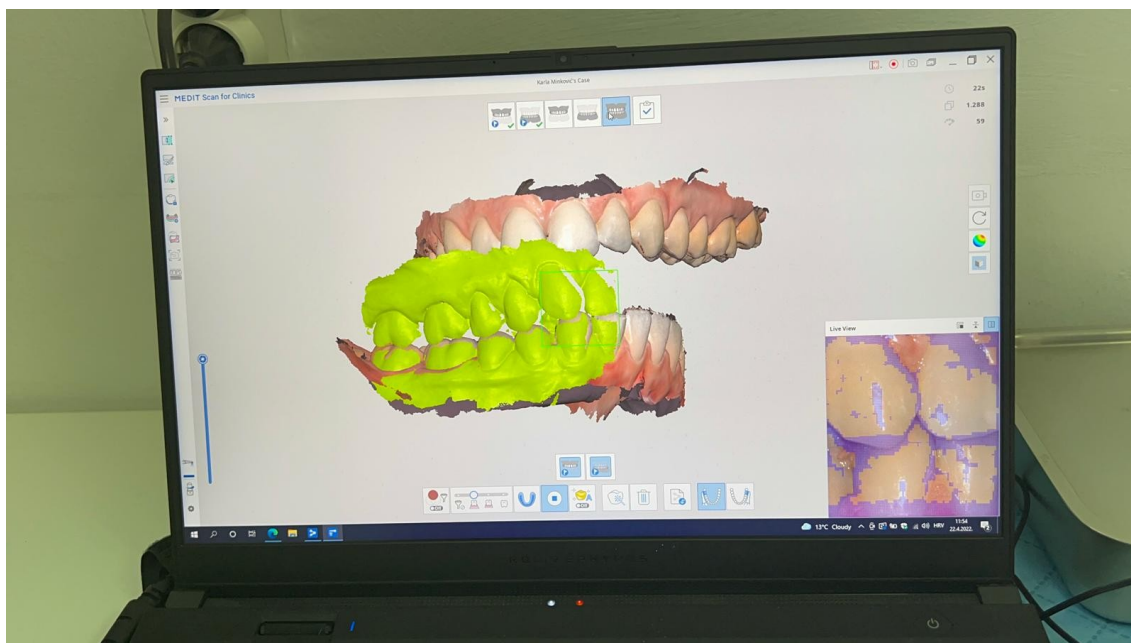 Karla Minkovic's Case
MEDIT Scan for Clinics
22s
1.288
59
Live View
A
13°C Cloudy
HRV
11:54
22.4.2022.